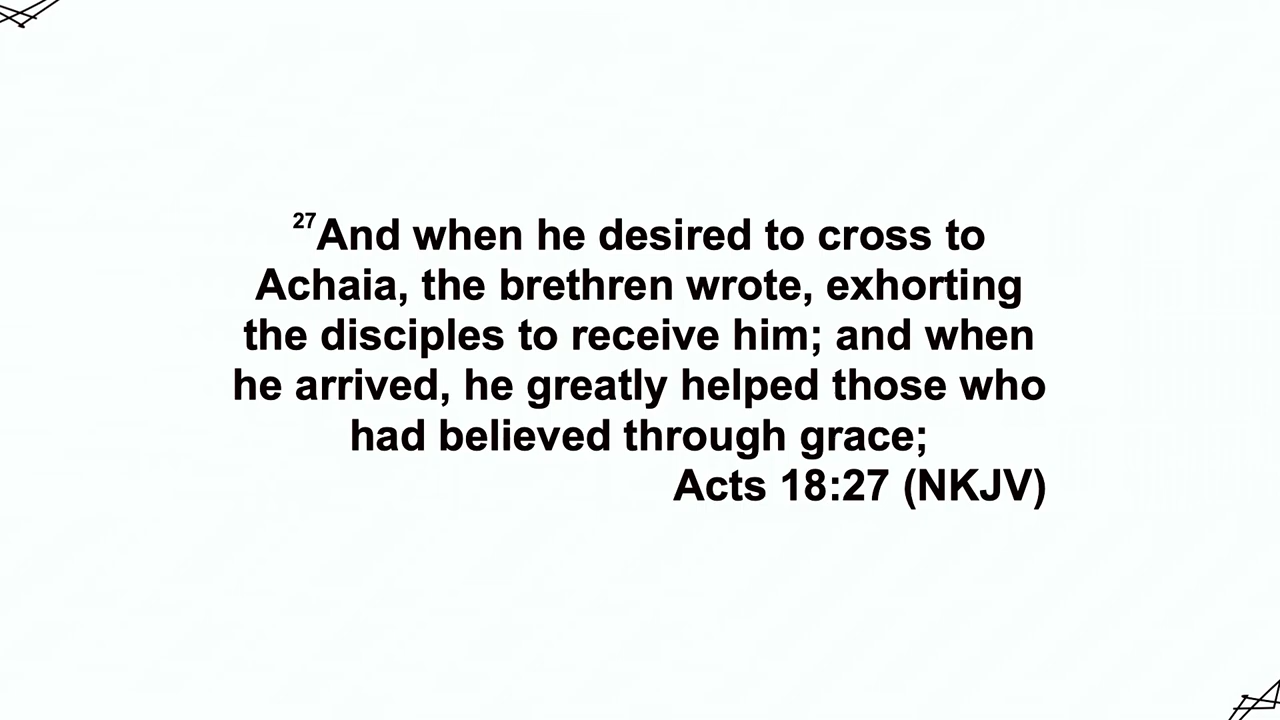 27And when he desired to cross to
Achaia, the brethren wrote, exhorting
the disciples to receive him; and when
he arrived, he greatly helped those who
had believed through grace;
Acts 18:27 (NKJV)